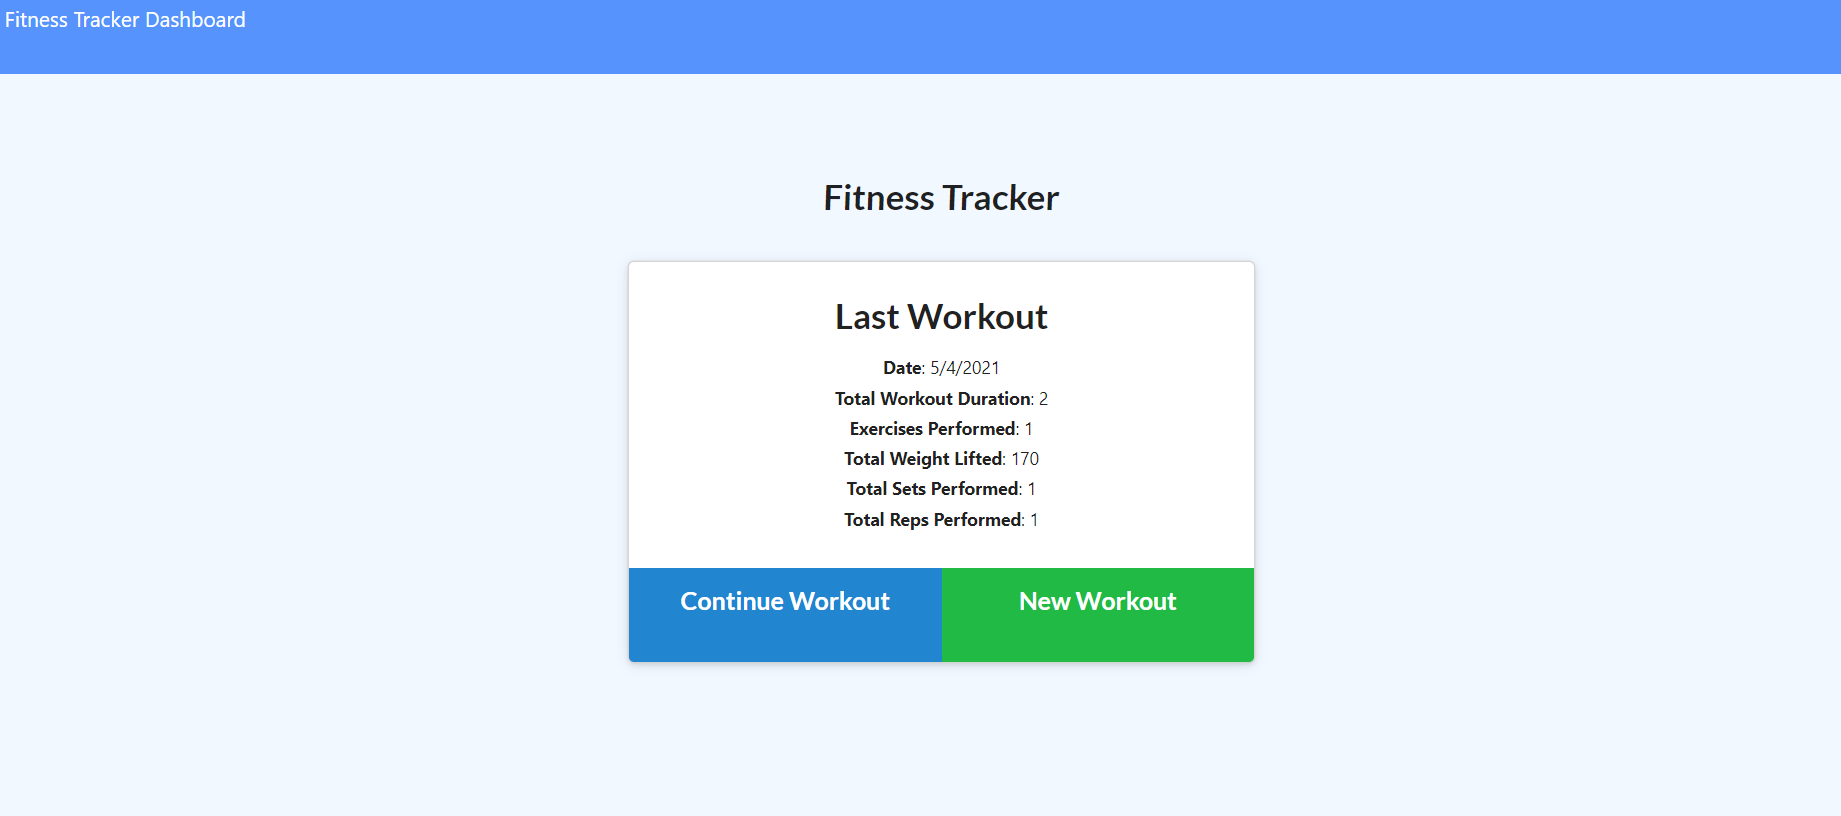 Fitness Tracker Dashboard
Fitness Tracker
Last Workout
Date: 5/4/2021
Total Workout Duration: 2
Exercises Performed: 1
Total Weight Lifted: 170
Total Sets Performed: 1
Total Reps Performed: 1
Continue Workout New Workout